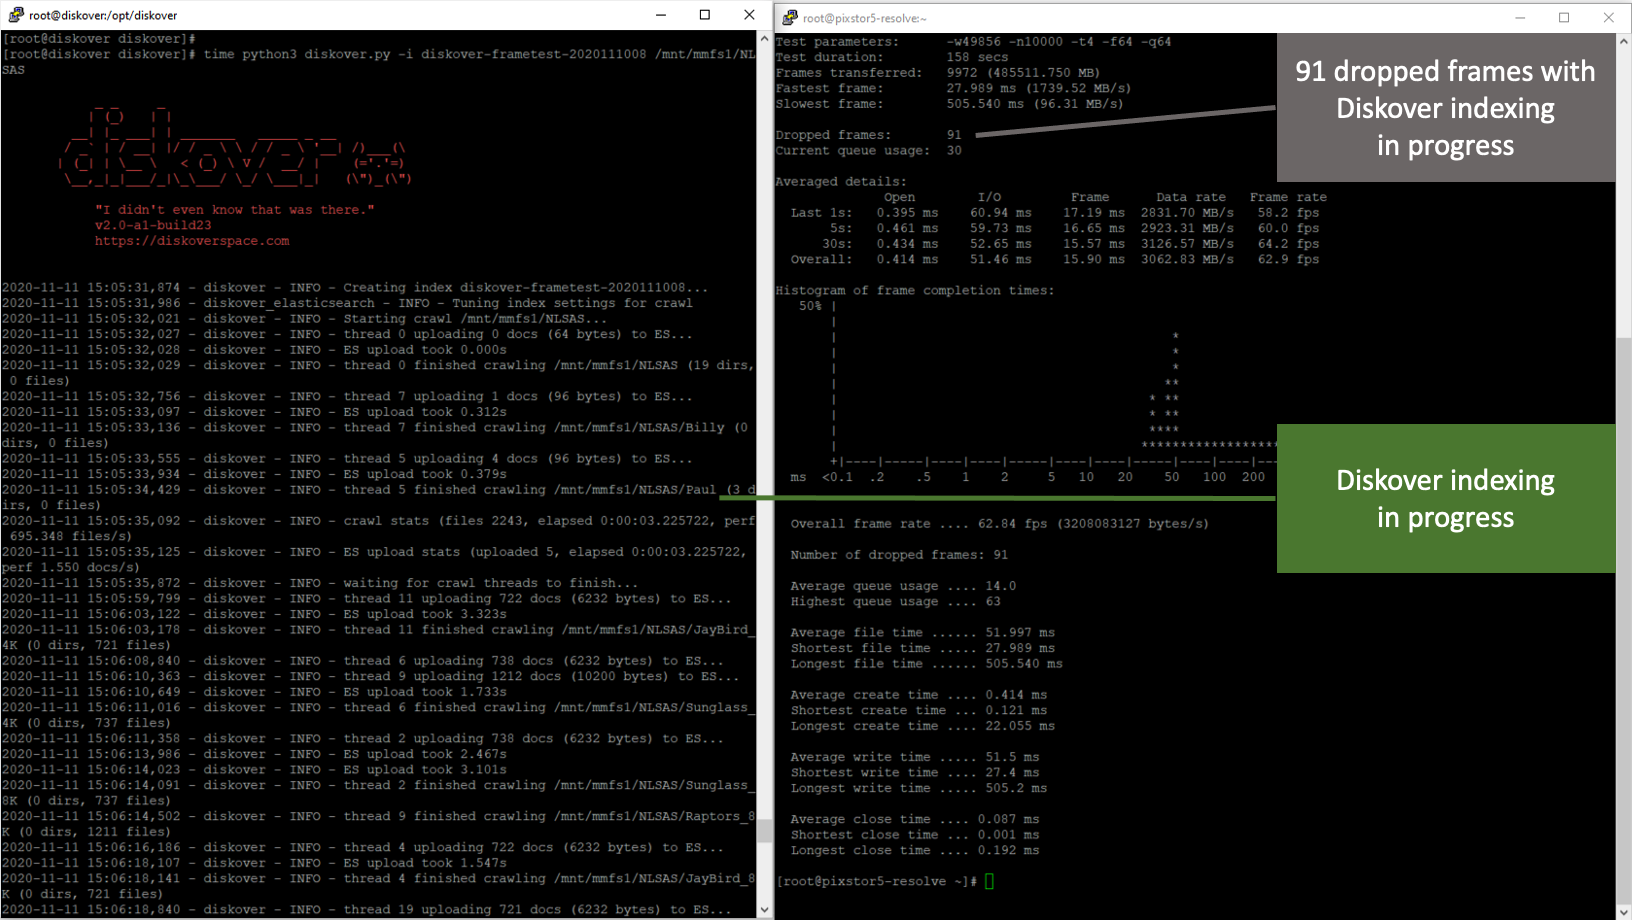 root@diskover:/opt/diskover
[root@diskover diskover]#
[root@diskover diskover]# time python3 diskover.py -i diskover-frametest-2020111008 /mnt/mmfs1/NL
SAS
diskover
"I didn't even know that was there."
v2.0-a1-build23
https://diskoverspace.com
2020-11-11 15:05:31,874 - diskover - INFO - Creating index diskover-frametest-2020111008...
2020-11-11 15:05:31,986 - diskover_elasticsearch - INFO - Tuning index settings for crawl
2020-11-11 15:05:32,021 - diskover - INFO - Starting crawl /mnt/mmfs1/NLSAS...
2020-11-11 15:05:32,027 - diskover - INFO - thread 0 uploading 0 docs (64 bytes) to ES...
2020-11-11 15:05:32,028 - diskover - INFO - ES upload took 0.000s
2020-11-11 15:05:32,029 - diskover - INFO - thread 0 finished crawling /mnt/mmfs1/NLSAS (19 dirs,
0 files)
2020-11-11 15:05:32,756 - diskover - INFO - thread 7 uploading 1 docs (96 bytes) to ES...
2020-11-11 15:05:33,097 - diskover - INFO - ES upload took 0.312s
2020-11-11 15:05:33,136 - diskover - INFO - thread 7 finished crawling /mnt/mmfs1/NLSAS/Billy (0
dirs, 0 files)
2020-11-11 15:05:33,555 - diskover - INFO - thread 5 uploading 4 docs (96 bytes) to ES...
2020-11-11 15:05:33,934 - diskover - INFO - ES upload took 0.379s
2020-11-11 15:05:34,429 - diskover - INFO - thread 5 finished crawling /mnt/mmfs1/NLSAS/Paul (3 d
irs, 0 files)
2020-11-11 15:05:35,092 - diskover - INFO - crawl stats (files 2243, elapsed 0:00:03.225722, perf
695.348 files/s)
2020-11-11 15:05:35,125 - diskover - INFO - ES upload stats (uploaded 5, elapsed 0:00:03.225722,
perf 1.550 docs/s)
2020-11-11 15:05:35,872 - diskover - INFO - waiting for crawl threads to finish...
2020-11-11 15:05:59,799 - diskover - INFO - thread 11 uploading 722 docs (6232 bytes) to ES...
2020-11-11 15:06:03,122 - diskover - INFO - ES upload took 3.323s
2020-11-11 15:06:03,178 - diskover - INFO - thread 11 finished crawling /mnt/mmfs1/NLSAS/JayBird_
4K (0 dirs, 721 files)
2020-11-11 15:06:08,840 - diskover - INFO - thread 6 uploading 738 docs (6232 bytes) to ES...
2020-11-11 15:06:10,363 - diskover - INFO - thread 9 uploading 1212 docs (10200 bytes) to ES...
2020-11-11 15:06:10,649 - diskover - INFO - ES upload took 1.733s
2020-11-11 15:06:11,016 - diskover - INFO - thread 6 finished crawling /mnt/mmfs1/NLSAS/Sunglass_
4K (0 dirs, 737 files)
2020-11-11 15:06:11,358 - diskover - INFO - thread 2 uploading 738 docs (6232 bytes) to ES...
2020-11-11 15:06:13,986 - diskover - INFO - ES upload took 2.467s
2020-11-11 15:06:14,023 - diskover - INFO - ES upload took 3.101s
2020-11-11 15:06:14,091 - diskover - INFO - thread 2 finished crawling /mnt/mmfs1/NLSAS/Sunglass_
8K (0 dirs, 737 files)
2020-11-11 15:06:14,502 - diskover - INFO - thread 9 finished crawling /mnt/mmfs1/NLSAS/Raptors_8
K (0 dirs, 1211 files)
2020-11-11 15:06:16,186 - diskover - INFO - thread 4 uploading 722 docs (6232 bytes) to ES...
2020-11-11 15:06:18,107 - diskover - INFO - ES upload took 1.547s
2020-11-11 15:06:18,141 - diskover - INFO - thread 4 finished crawling /mnt/mmfs1/NLSAS/JayBird_8
K (0 dirs, 721 files)
2020-11-11 15:06:18,840 - diskover - INFO - thread 19 uploading 721 docs (6232 bytes) to ES...
root@pixstor5-resolve:~
Test parameters: -w49856 -n10000 -t4 -f64 -q64
Test duration: 158 secs
Frames transferred: 9972 (485511.750 MB)
Fastest frame: 27.989 ms (1739.52 MB/s)
Slowest frame: 505.540 ms (96.31 MB/s)
Dropped frames: 91
Current queue usage: 30
Averaged details:
Open I/O Frame Data rate Frame rate
Last 1s: 0.395 ms 60.94 ms 17.19 ms 2831.70 MB/s 58.2 fps
5s: 0.461 ms 59.73 ms 16.65 ms 2923.31 MB/s 60.0 fps
30s: 0.434 ms 52.65 ms 15.57 ms 3126.57 MB/s 64.2 fps
Overall: 0.414 ms 51.46 ms 15.90 ms 3062.83 MB/s 62.9 fps
Histogram of frame completion times:
50%
ms <0.1 .2 .5 1 2 5 10 20 50 100 200
Overall frame rate .... 62.84 fps (3208083127 bytes/s)
Number of dropped frames: 91
Average queue usage .... 14.0
Highest queue usage .... 63
Average file time ...... 51.997 ms
Shortest file time ..... 27.989 ms
Longest file time ...... 505.540 ms
Average create time .... 0.414 ms
Shortest create time ... 0.121 ms
Longest create time .... 22.055 ms
Average write time ..... 51.5 ms
Shortest write time .... 27.4 ms
Longest write time ..... 505.2 ms
Average close time ..... 0.087 ms
Shortest close time .... 0.001 ms
Longest close time ..... 0.192 ms
[root@pixstor5-resolve ~]#
91 dropped frames with
Diskover indexing
in progress
Diskover indexing
in progress